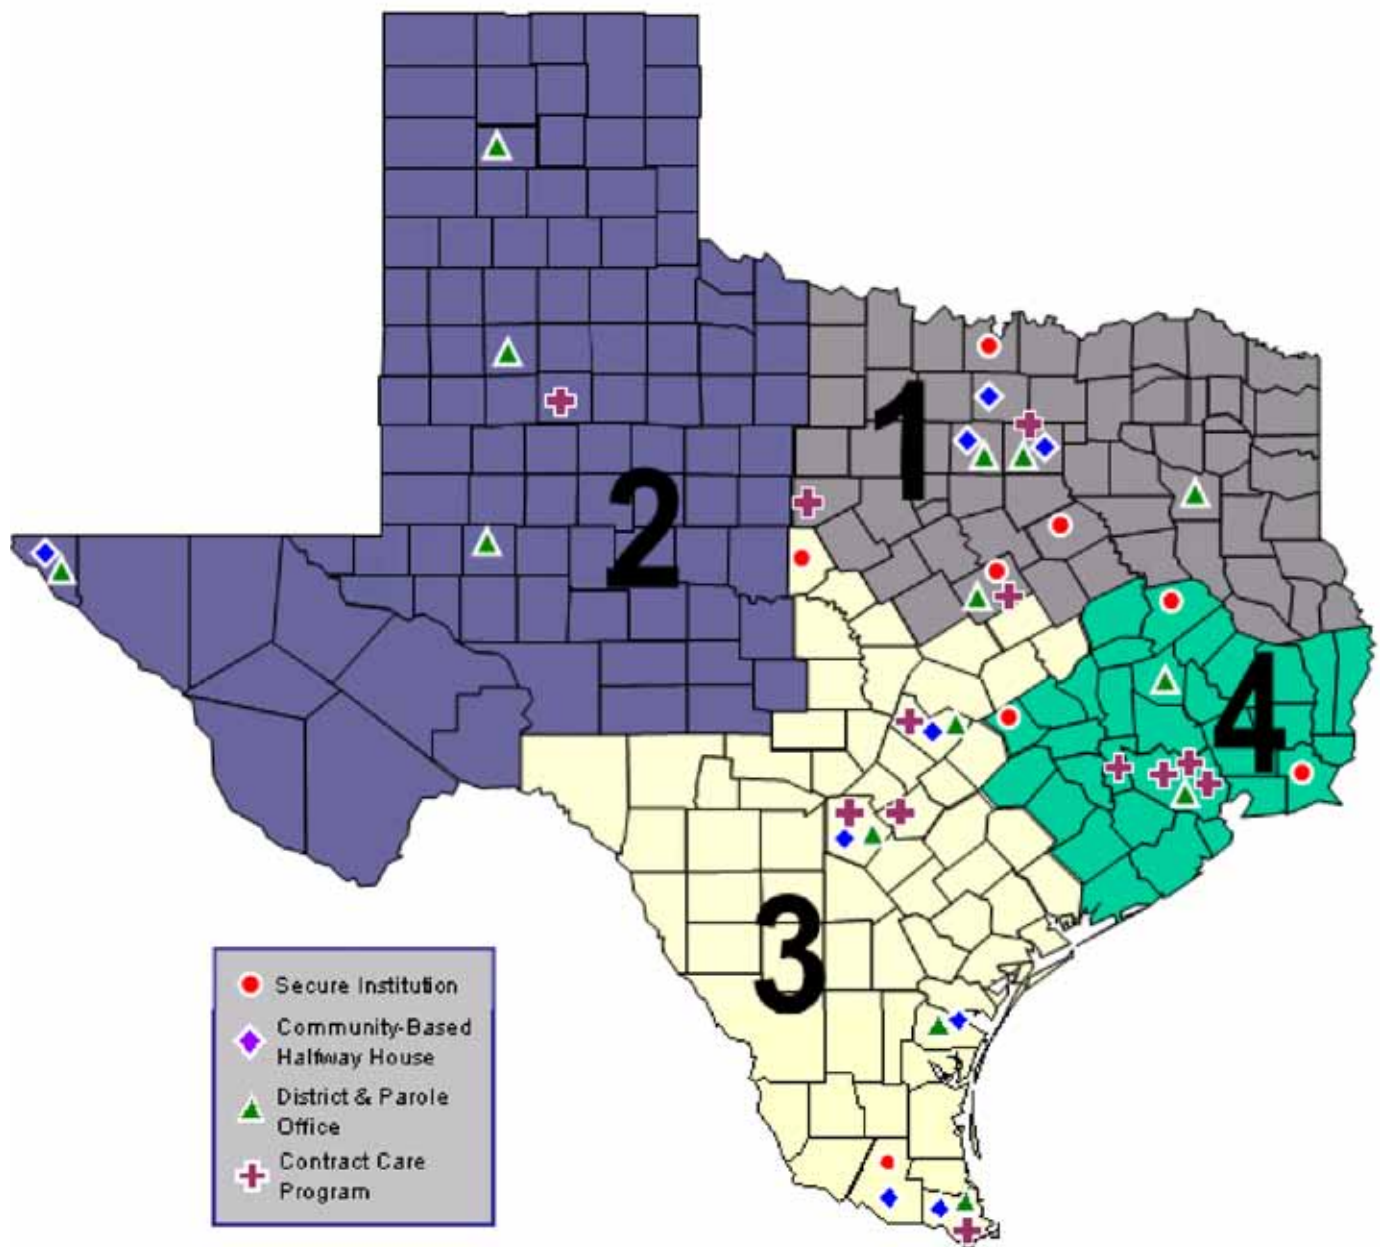 1
2
4
3
Secure Institution
Community-Based
Halfway House
District & Parole
Office
Contract Care
Program